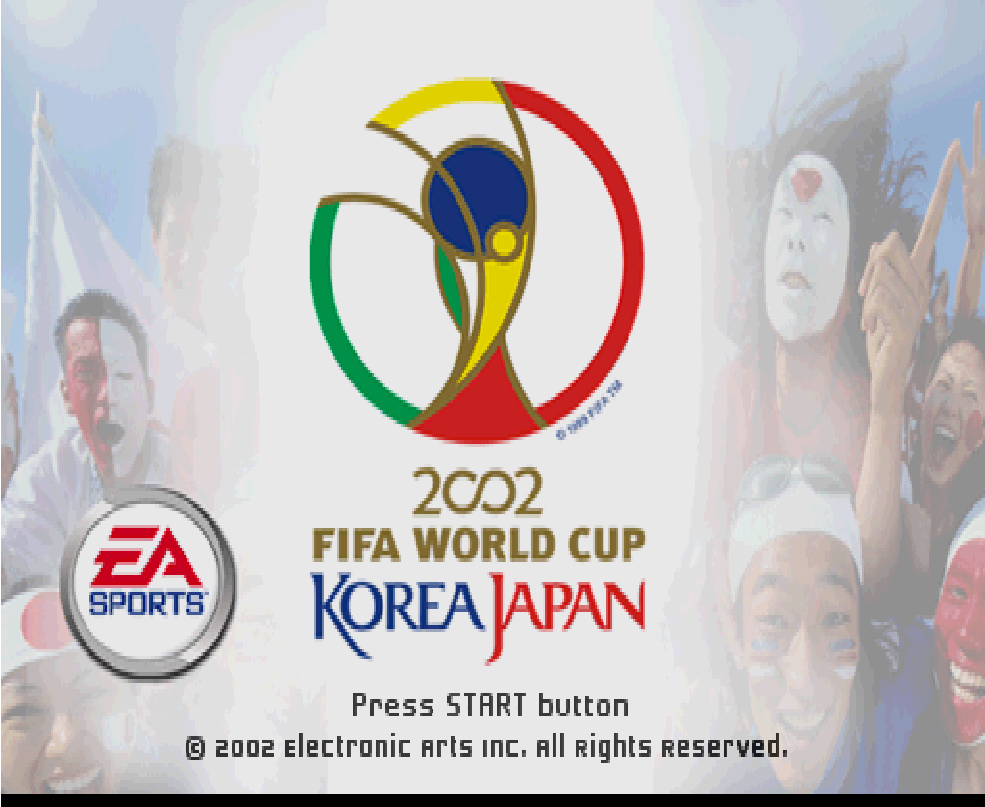 © 1999 FIFA TM
2002
FIFA WORLD CUP
KOREA JAPAN
EA
SPORTS
Press START button
© 2002 Electronic Arts Inc. All Rights Reserved.